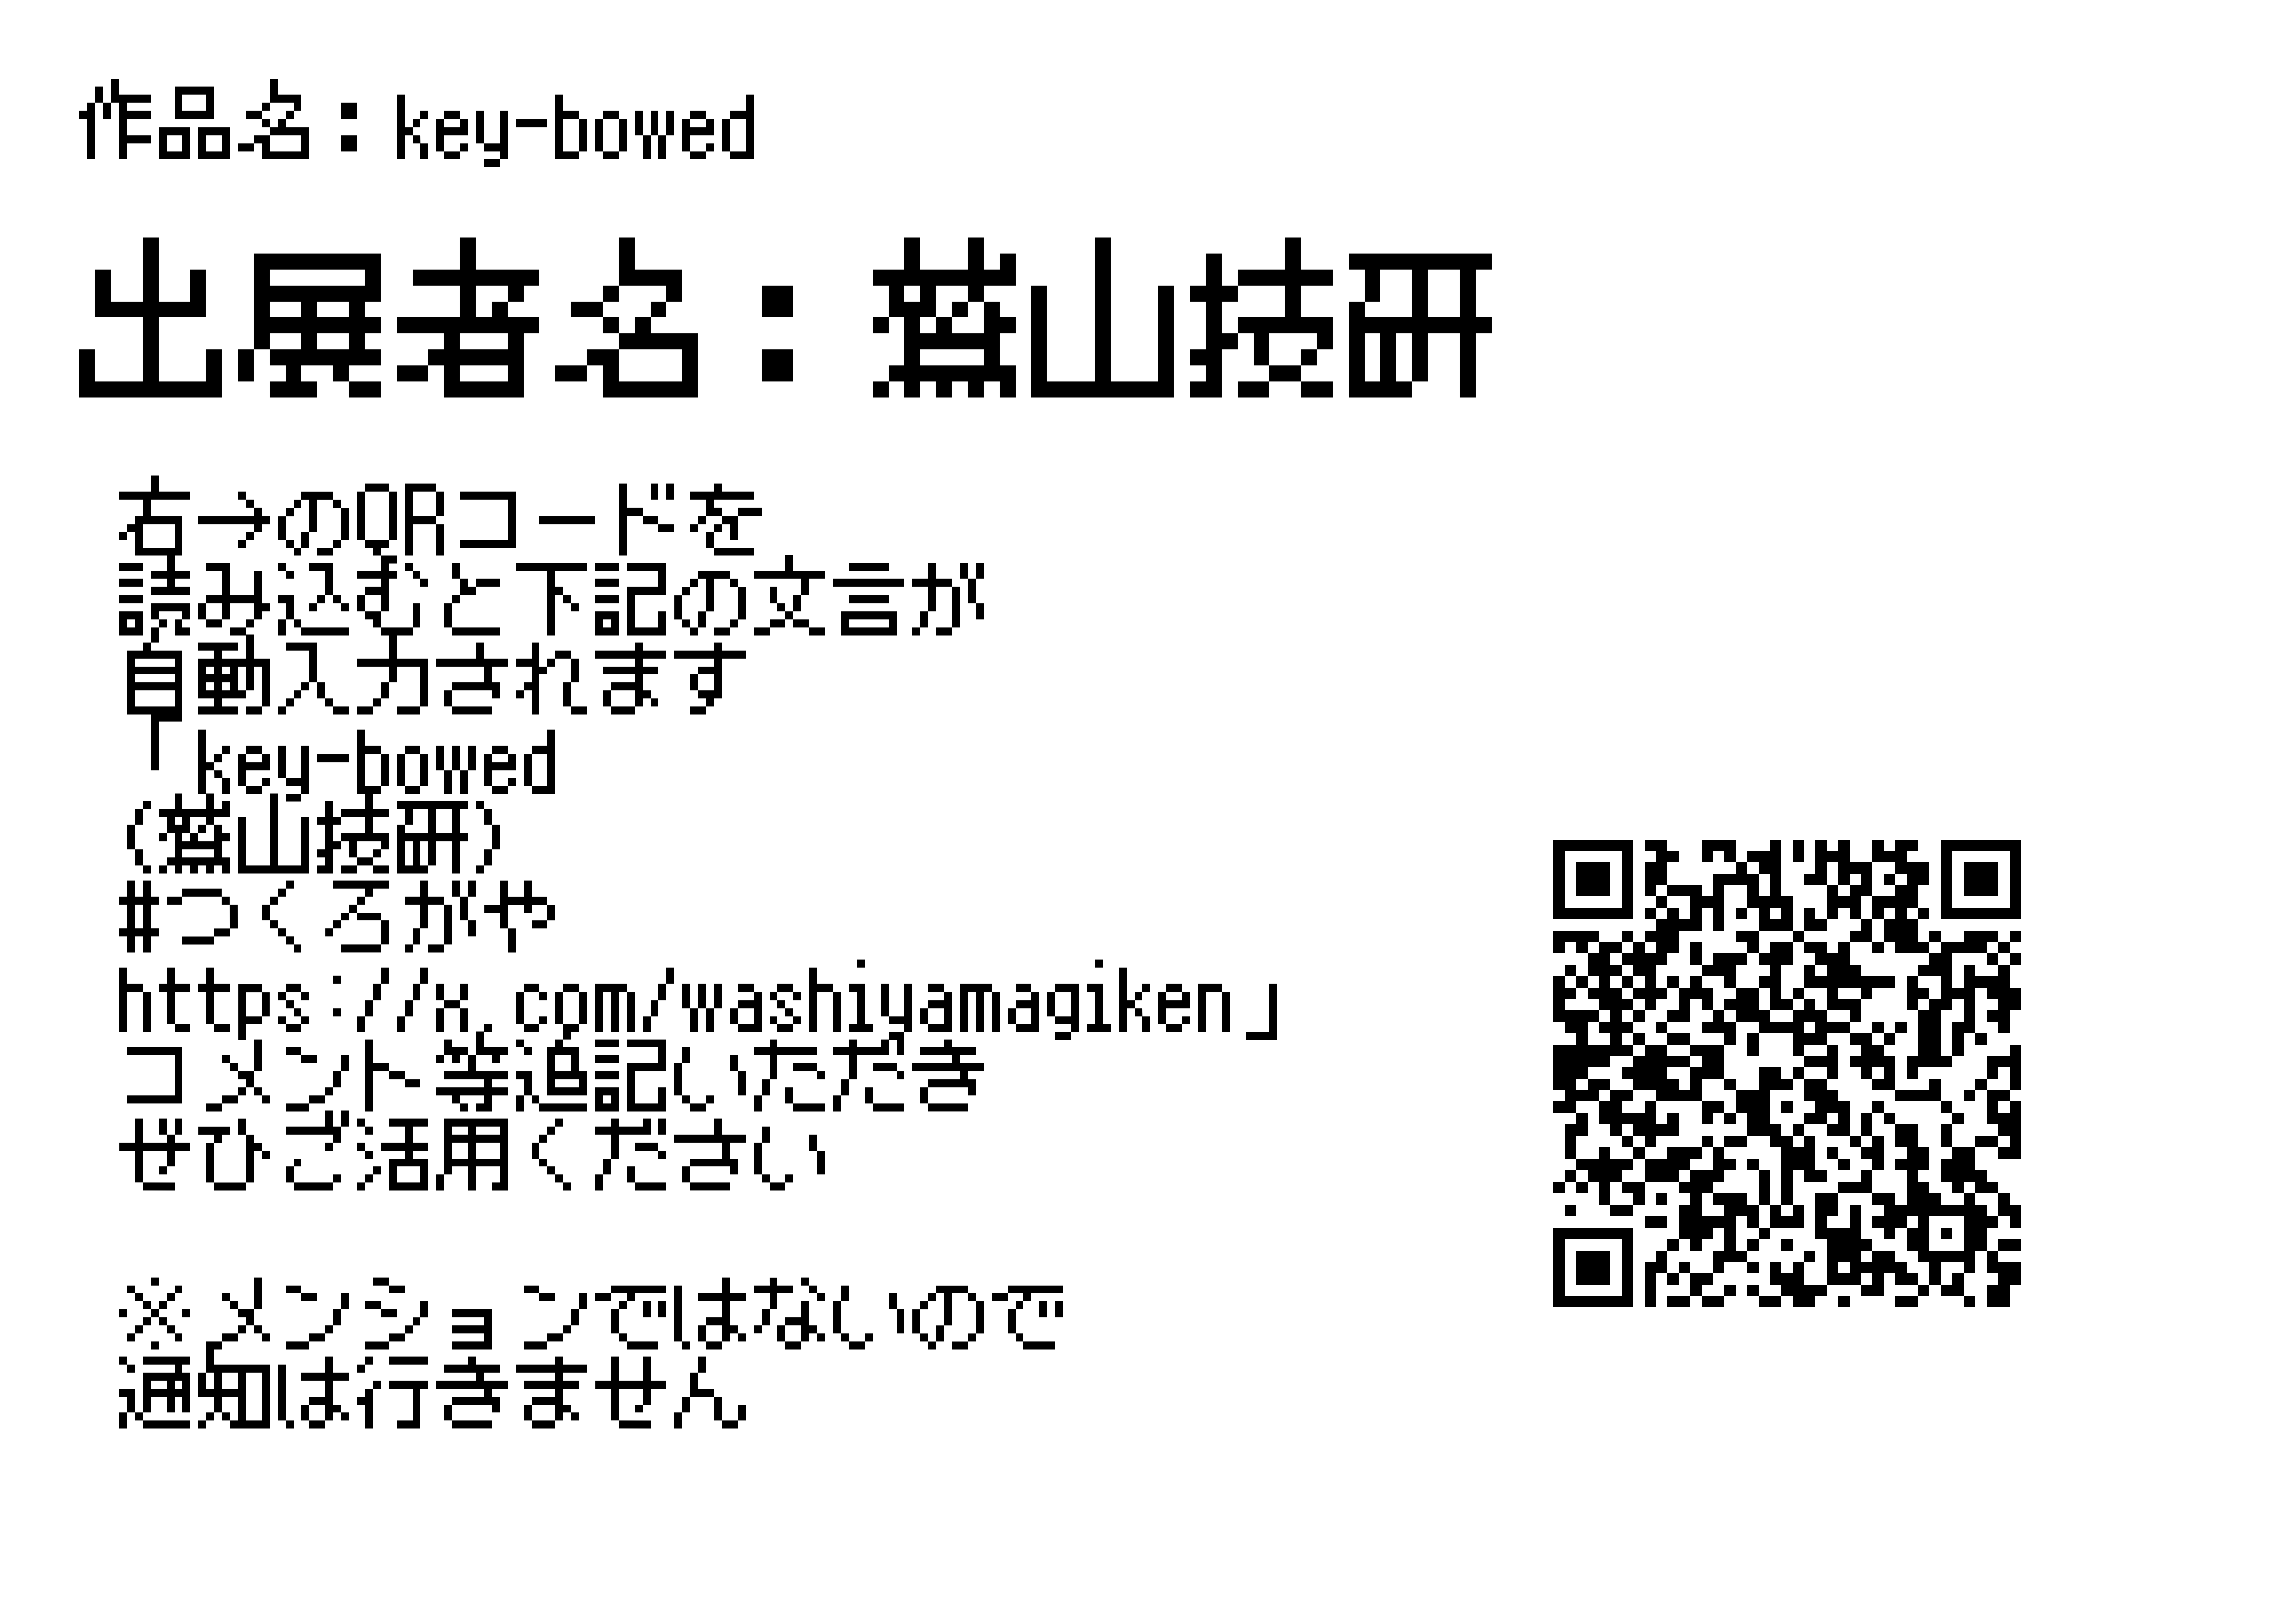 作品名：key-bowed
出展者名：鷲山技研
右→のQRコードを
読み込むと下記の文言が
自動入力されます
「key-bowed
(鷲山技研)
#つくろがや
https://x.com/washiyamagiken」
コメントを追記いただき
ぜひご活用ください
※メンションではないので
通知は行きません